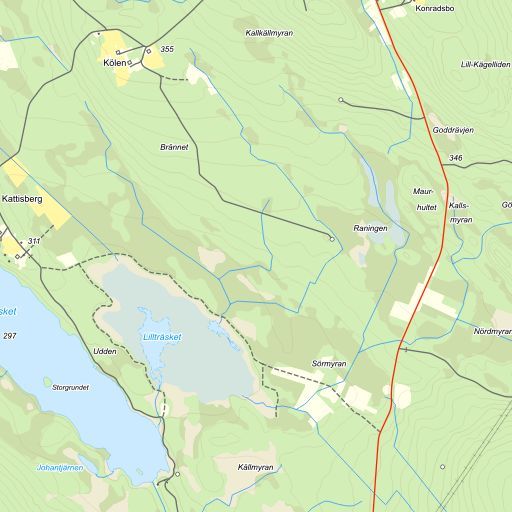 Konradsbo
Kallkällmyran
355
Kölen
Lill-Kägelliden
Goddrävjen
Brännet
346
Maur-
hultet
Kalls-
myran
Kattisberg
Raningen
311
297
Lillträsket
Nördmyran
Udden
Sörmyran
Storgrundet
Källmyran
Johantjärnen